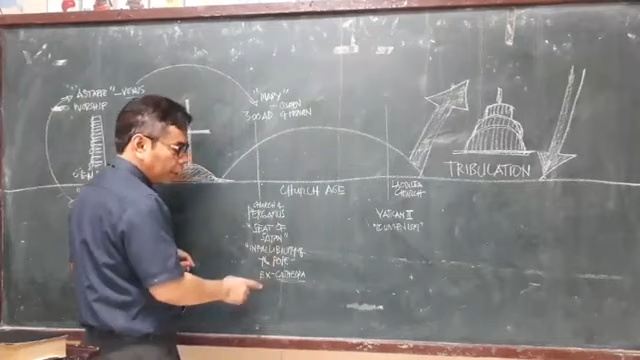 "ASTARTE" - VENUS
WORSHIP
"MARY"
- QUEEN
300 AD. OF HEAVEN
TRIBULATION
CHURCH AGE
LAODICEA
CHURCH
CHURCH of
PERGAMUS
"SEAT OF
SATAN"
"INFALLIBILITY of
the POPE"
EX-CATHEDRA
VATICAN II